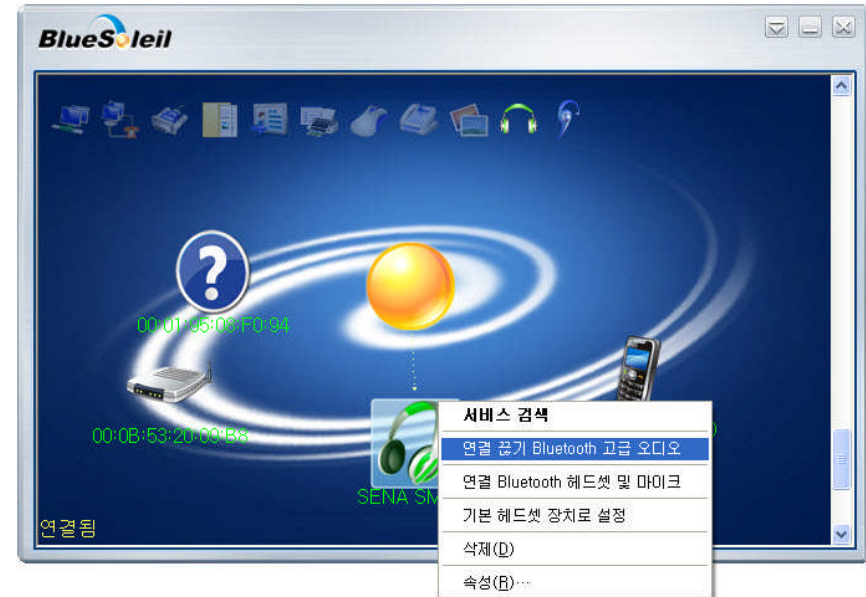 BlueSoleil
00:01:95:08:F0:94
00:0B:53:20:09:B8
SENA SM
연결됨
서비스 검색
연결 끊기 Bluetooth 고급 오디오
연결 Bluetooth 헤드셋 및 마이크
기본 헤드셋 장치로 설정
삭제(D)
속성(R)...